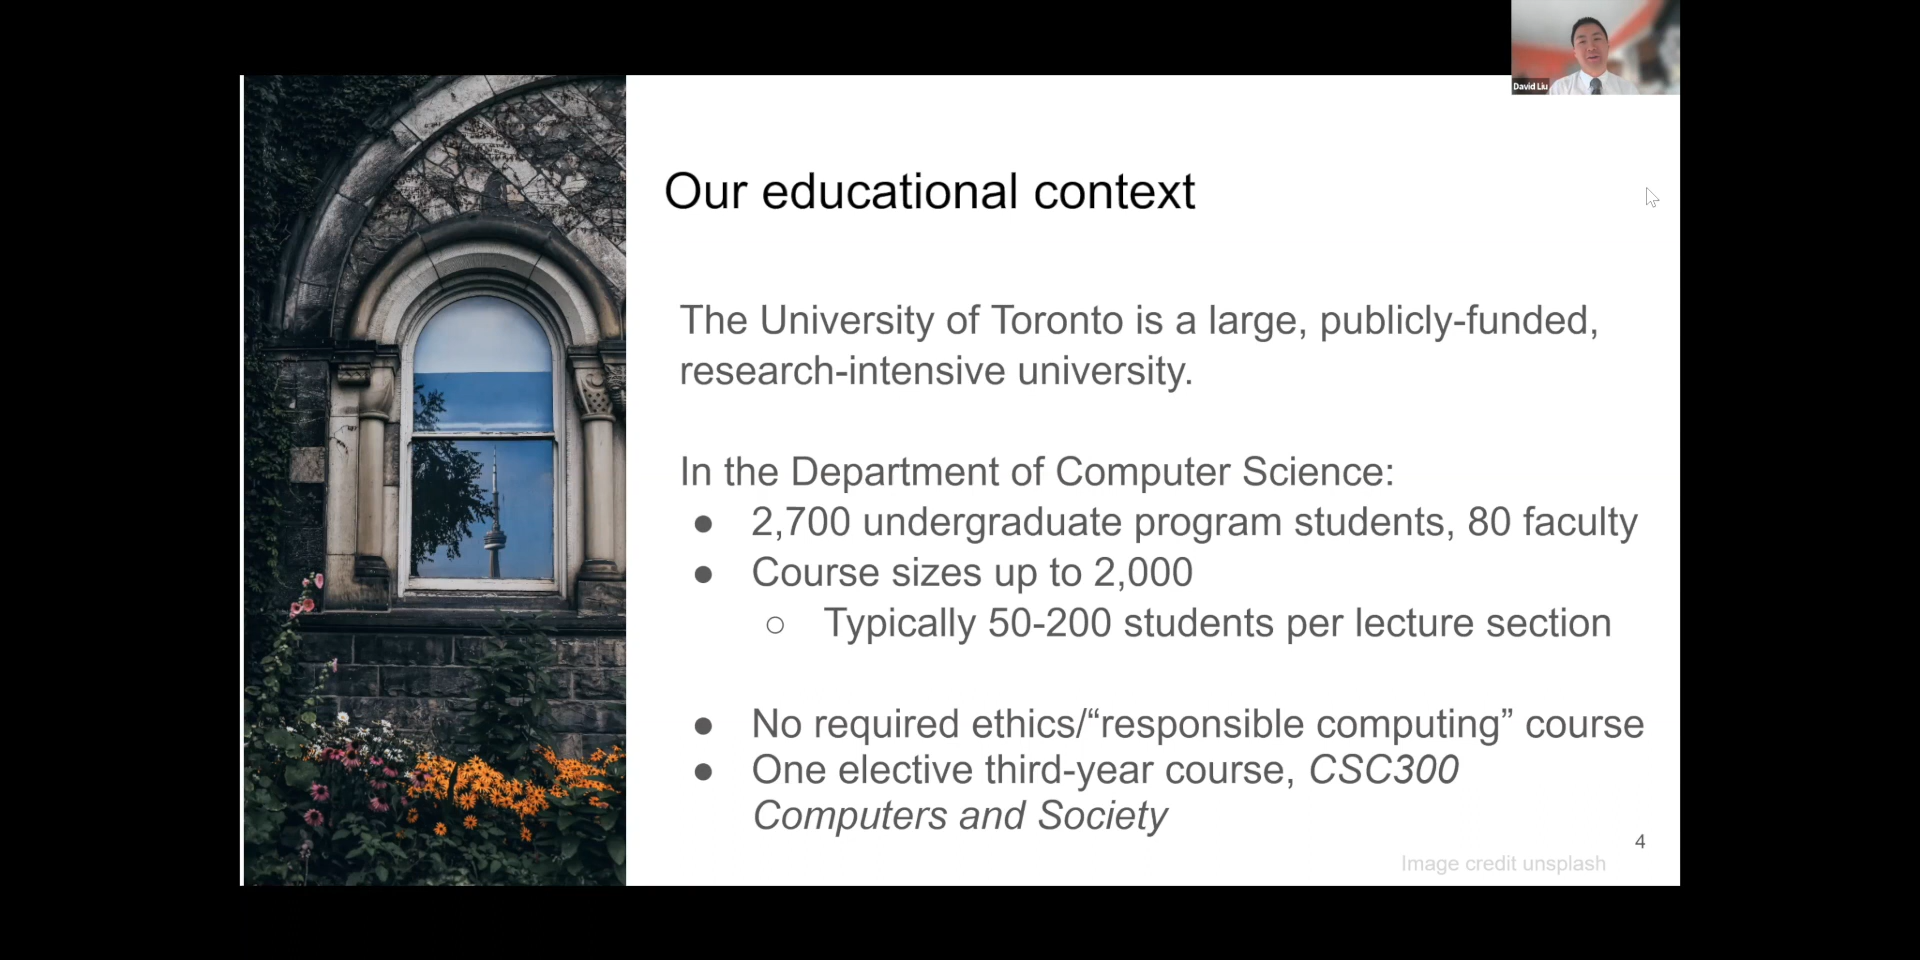 David Liu
Our educational context
The University of Toronto is a large, publicly-funded,
research-intensive university.
In the Department of Computer Science:
● 2,700 undergraduate program students, 80 faculty
● Course sizes up to 2,000
○ Typically 50-200 students per lecture section
● No required ethics/“responsible computing” course
● One elective third-year course, CSC300
Computers and Society
4
Image credit unsplash